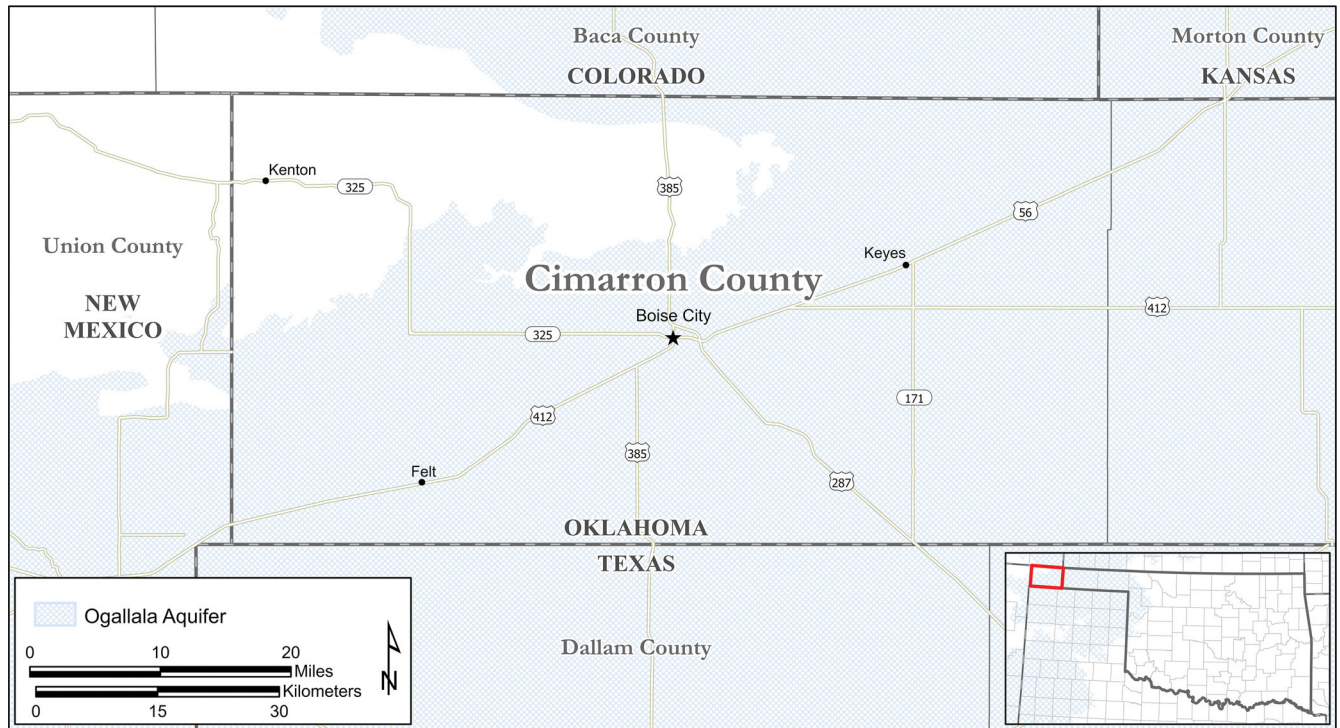 Baca County
COLORADO
Morton County
KANSAS
Kenton
325
385
56
Union County
NEW
MEXICO
Keyes
Cimarron County
412
Boise City
325
171
412
385
Felt
287
OKLAHOMA
TEXAS
Dallam County
Ogallala Aquifer
0 10 20
Miles
Kilometers
0 15 30
N